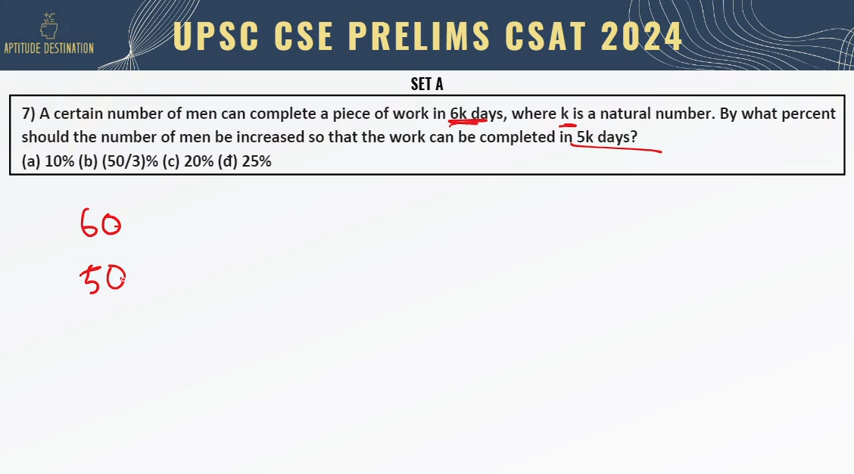 APTITUDE DESTINATION
UPSC CSE PRELIMS CSAT 2024
SET A
7) A certain number of men can complete a piece of work in 6k days, where k is a natural number. By what percent
should the number of men be increased so that the work can be completed in 5k days?
(a) 10% (b) (50/3)% (c) 20% (d) 25%
60
50